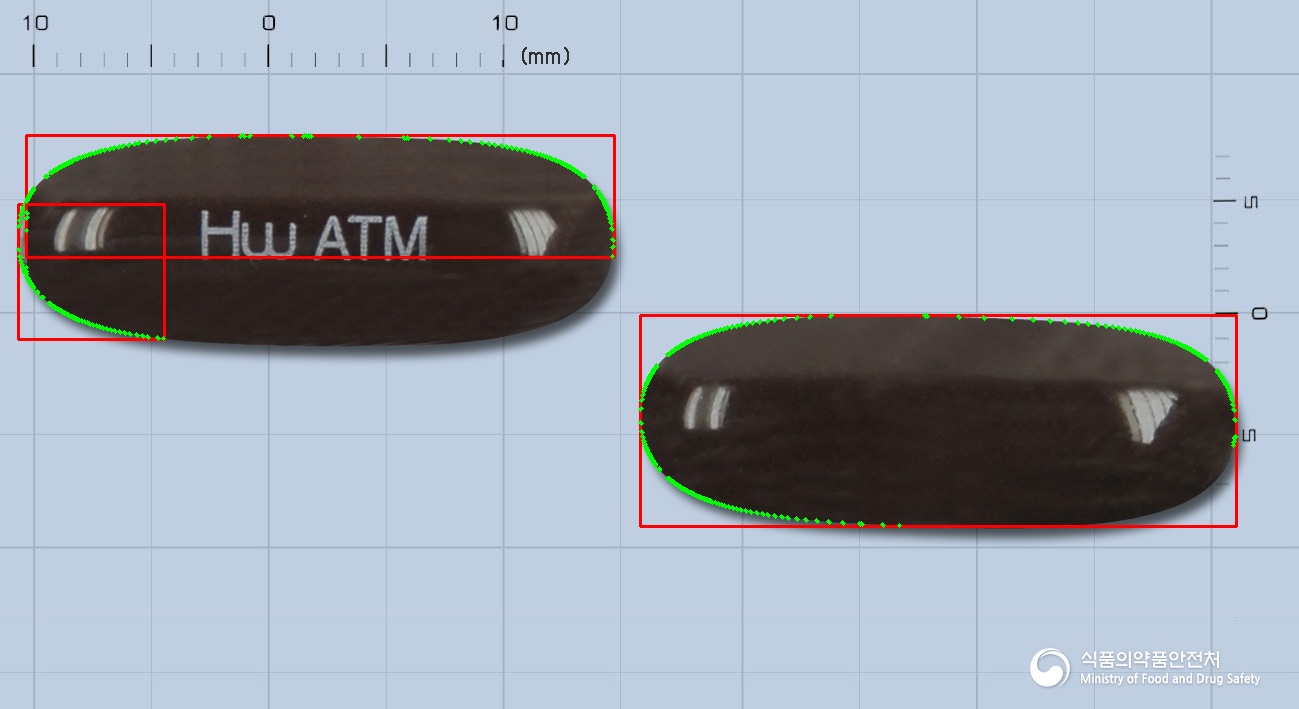 10 0 10
(mm)
Hw ATM
5
0
5
식품의약품안전처
Ministry of Food and Drug Safety